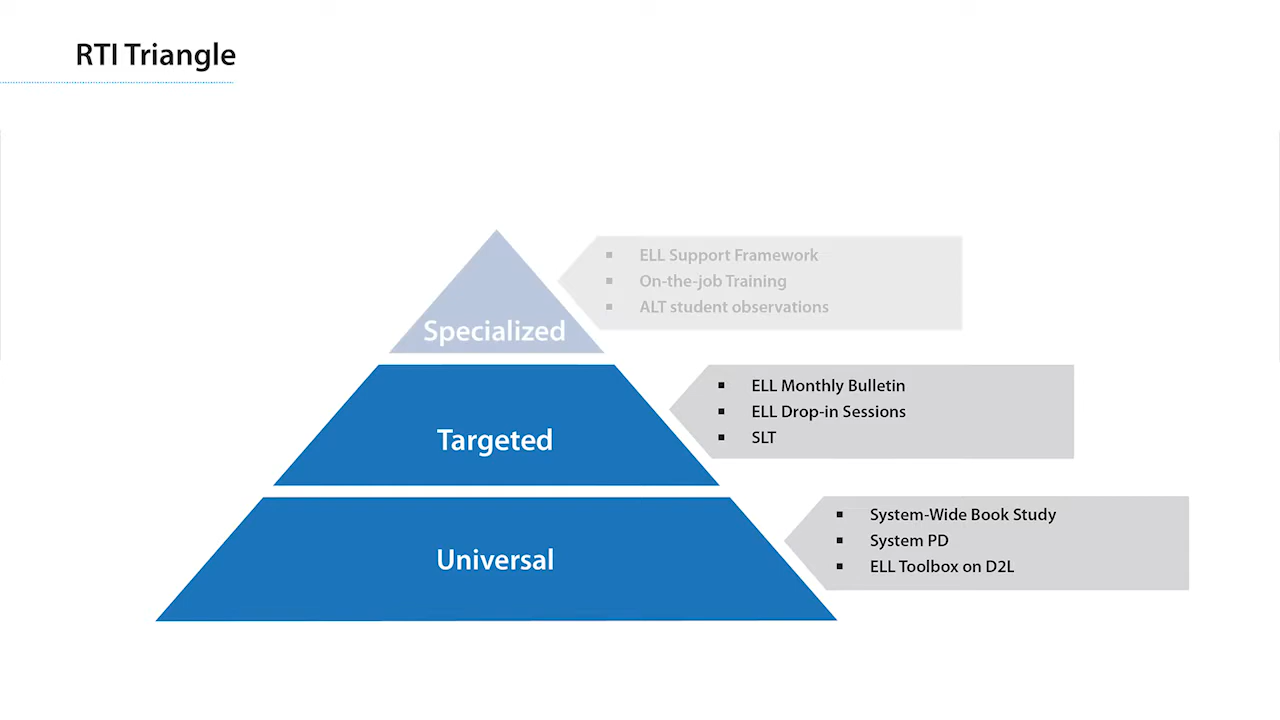 RTI Triangle
Specialized
▪ ELL Support Framework
▪ On-the-job Training
▪ ALT student observations
Targeted
▪ ELL Monthly Bulletin
▪ ELL Drop-in Sessions
▪ SLT
Universal
▪ System-Wide Book Study
▪ System PD
▪ ELL Toolbox on D2L